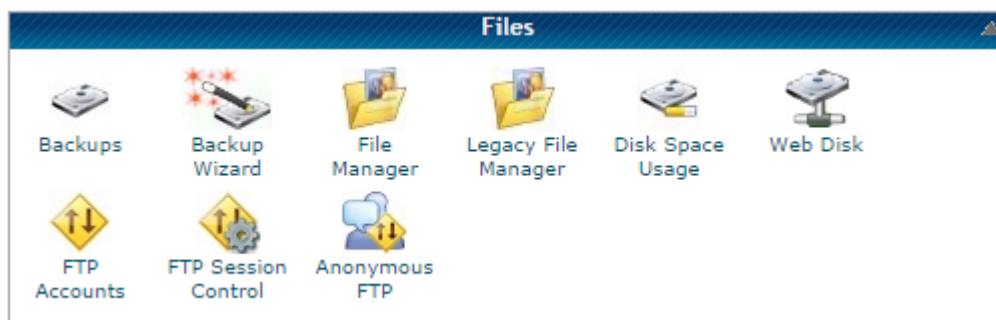 Files
Backups
Backup
Wizard
File
Manager
Legacy File
Manager
Disk Space
Usage
Web Disk
FTP
Accounts
FTP Session
Control
Anonymous
FTP